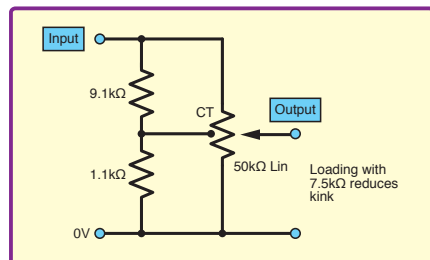 Input
9.1kΩ
CT
Output
1.1kΩ
50kΩ Lin
Loading with
7.5kΩ reduces
kink
0V